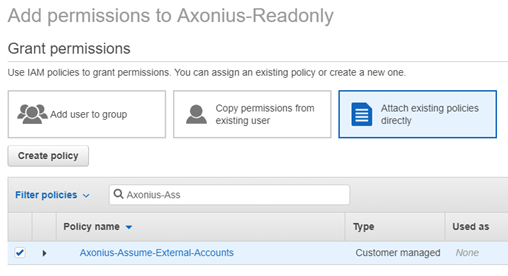 Add permissions to Axonius-Readonly
Grant permissions
Use IAM policies to grant permissions. You can assign an existing policy or create a new one.
Add user to group
Copy permissions from
existing user
Attach existing policies
directly
Create policy
Filter policies
Axonius-Ass
Policy name Type Used as
Axonius-Assume-External-Accounts Customer managed None